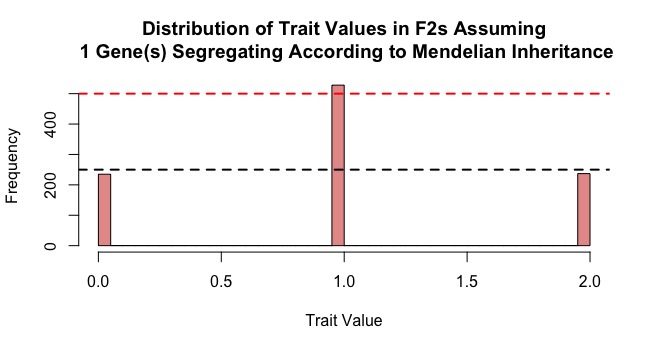 Distribution of Trait Values in F2s Assuming
1 Gene(s) Segregating According to Mendelian Inheritance
Frequency
400
200
0
0.0 0.5 1.0 1.5 2.0
Trait Value